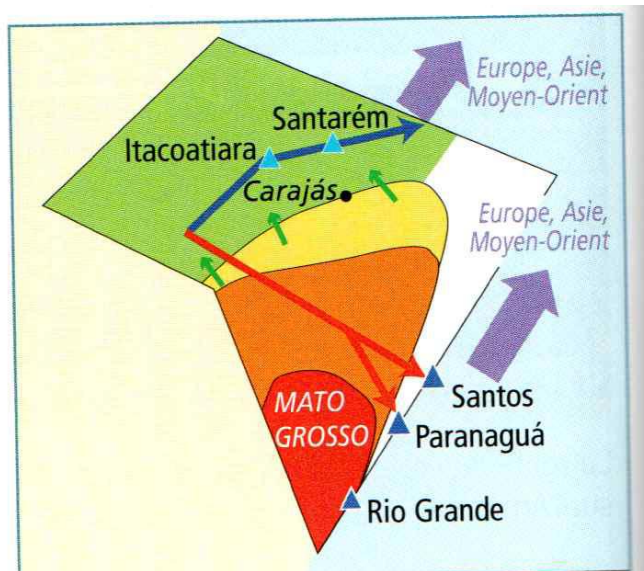 Europe, Asie,
Moyen-Orient
Santarém
Itacoatiara
Carajás
Europe, Asie,
Moyen-Orient
MATO
GROSSO
Santos
Paranaguá
Rio Grande